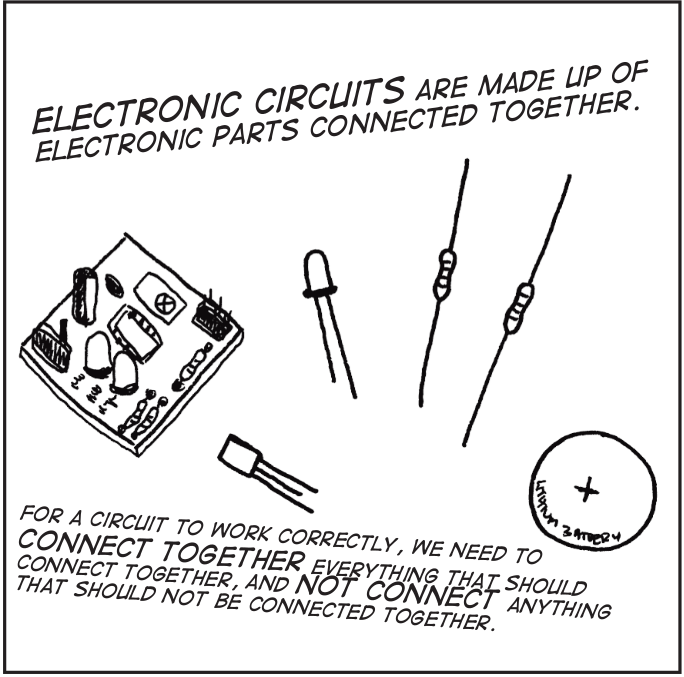 ELECTRONIC CIRCUITS ARE MADE UP OF
ELECTRONIC PARTS CONNECTED TOGETHER.
+
LITHIUM
FOR A CIRCUIT TO WORK CORRECTLY, WE NEED TO
CONNECT TOGETHER EVERYTHING THAT SHOULD
CONNECT TOGETHER, AND NOT CONNECT ANYTHING
THAT SHOULD NOT BE CONNECTED TOGETHER.